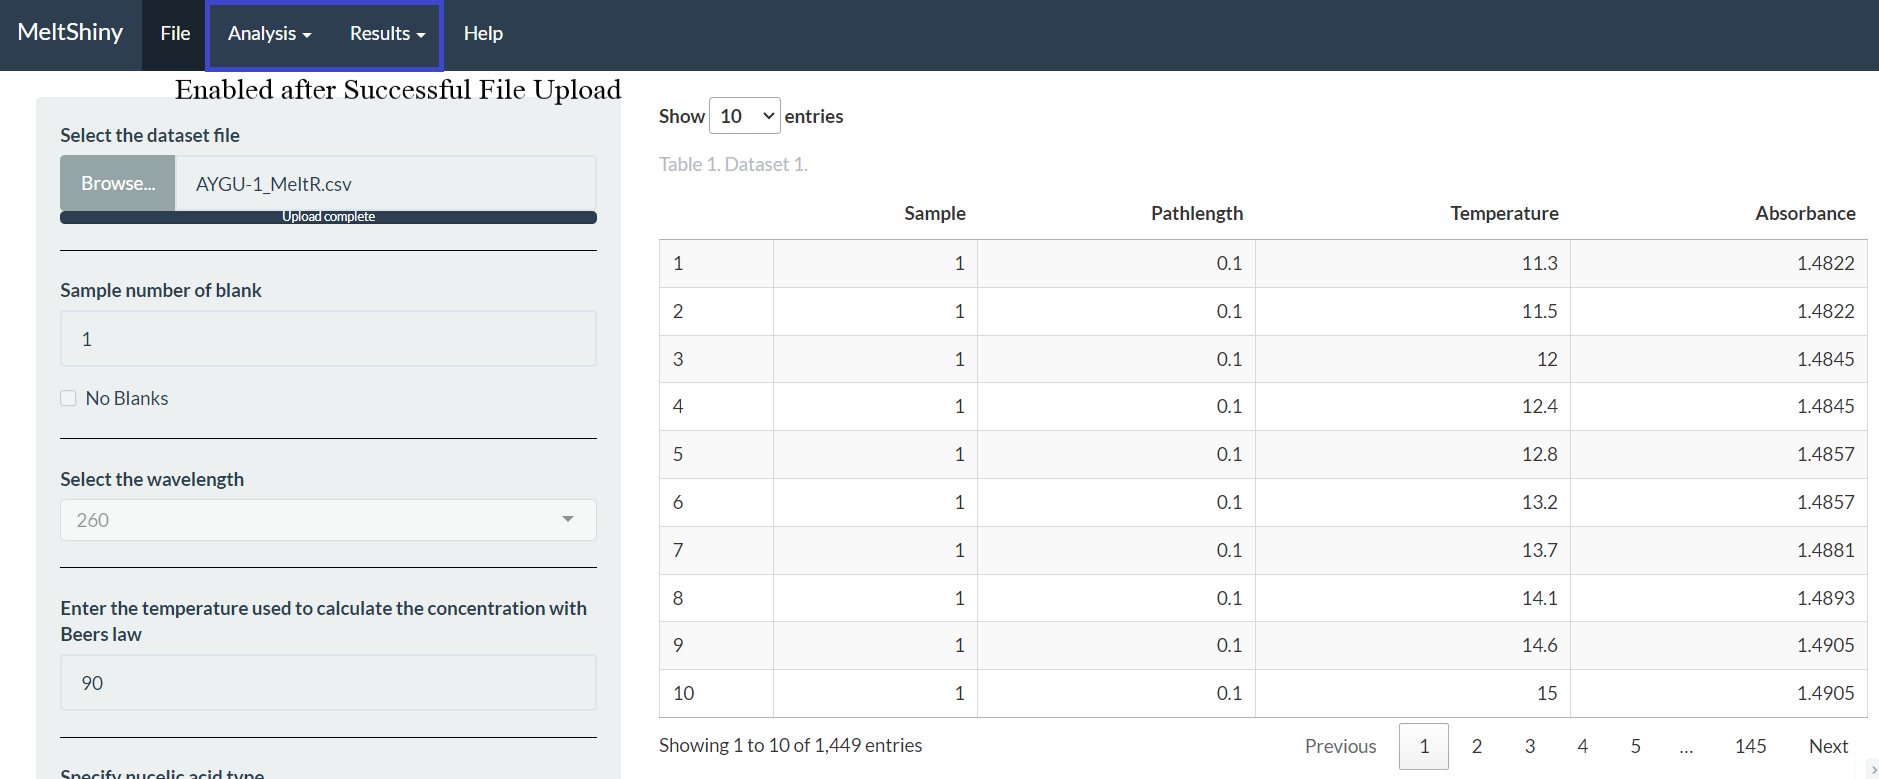 MeltShiny File Analysis Results Help
Enabled after Successful File Upload
Select the dataset file
Browse... AYGU-1_MeltR.csv
Upload complete
Sample number of blank
1
No Blanks
Select the wavelength
260
Enter the temperature used to calculate the concentration with
Beers law
90
Specify nucelic acid type
Show 10 entries
Table 1. Dataset 1.
Sample Pathlength Temperature Absorbance
1 1 0.1 11.3 1.4822
2 1 0.1 11.5 1.4822
3 1 0.1 12 1.4845
4 1 0.1 12.4 1.4845
5 1 0.1 12.8 1.4857
6 1 0.1 13.2 1.4857
7 1 0.1 13.7 1.4881
8 1 0.1 14.1 1.4893
9 1 0.1 14.6 1.4905
10 1 0.1 15 1.4905
Showing 1 to 10 of 1,449 entries
Previous 1 2 3 4 5 ... 145 Next